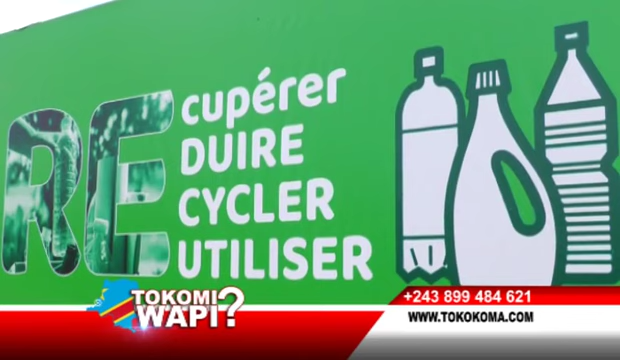 RE
cupérer
DUIRE
CYCLER
UTILISER
TOKOMI
WAPI?
+243 899 484 621
WWW.TOKOKOMA.COM